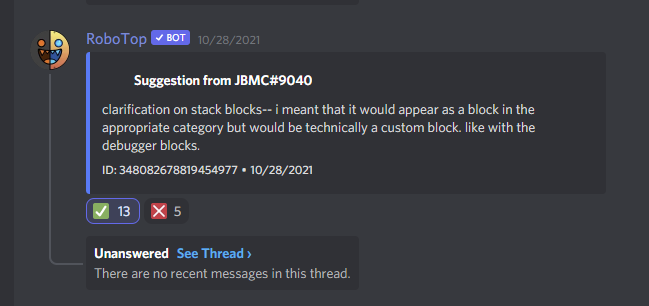 RoboTop ✓ BOT 10/28/2021
Suggestion from JBMC#9040
clarification on stack blocks-- i meant that it would appear as a block in the
appropriate category but would be technically a custom block. like with the
debugger blocks.
ID: 348082678819454977 • 10/28/2021
✅ 13 ❌ 5
Unanswered See Thread ›
There are no recent messages in this thread.